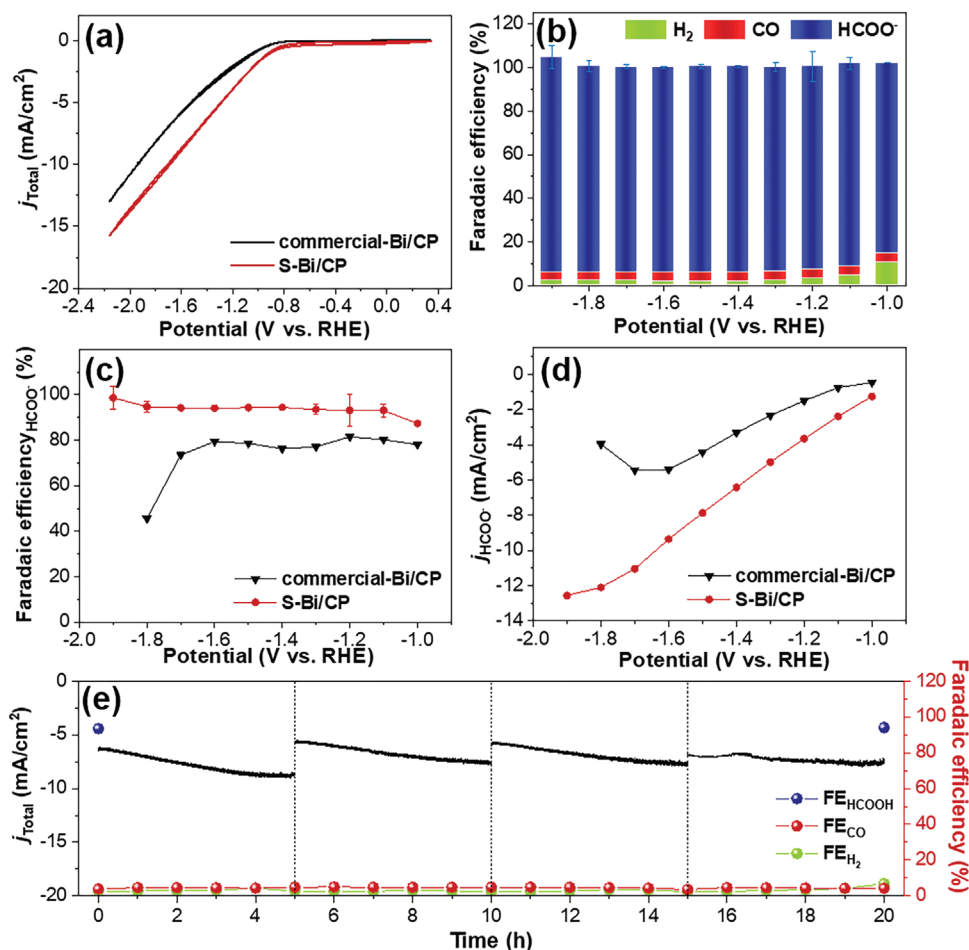 (a)
0
-5
-10
-15
-20
j_Total (mA/cm²)
commercial-Bi/CP
S-Bi/CP
-2.0 -1.6 -1.2 -0.8 -0.4 0.0
Potential (V vs. RHE)
(b)
H₂ CO HCOO⁻
120
100
80
60
40
20
0
Faradaic efficiency (%)
-1.8 -1.6 -1.4 -1.2 -1.0
Potential (V vs. RHE)
(c)
100
80
60
40
20
0
Faradaic efficiency_HCOO⁻ (%)
commercial-Bi/CP
S-Bi/CP
-2.0 -1.8 -1.6 -1.4 -1.2 -1.0
Potential (V vs. RHE)
(d)
0
-2
-4
-6
-8
-10
-12
-14
j_HCOO⁻ (mA/cm²)
commercial-Bi/CP
S-Bi/CP
-2.0 -1.8 -1.6 -1.4 -1.2 -1.0
Potential (V vs. RHE)
(e)
0
-5
-10
-15
-20
j_Total (mA/cm²)
120
100
80
60
40
20
0
Faradaic efficiency (%)
FE_HCOOH
FE_CO
FE_H₂
0 2 4 6 8 10 12 14 16 18 20
Time (h)